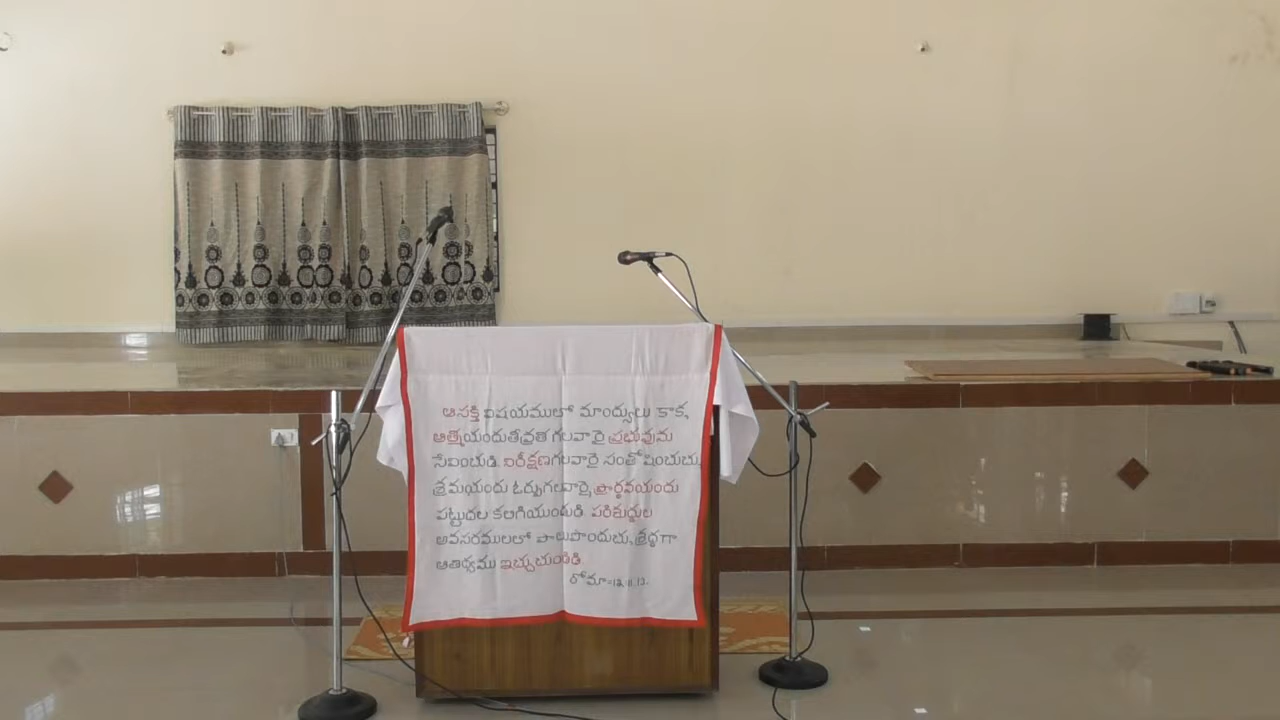 ఆసక్తి విషయములో మాంద్యులు కాక,
ఆత్మయందుతీవ్రత గలవారై ప్రభువును
సేవించుడి. నిరీక్షణగలవారై సంతోషించుచు,
శ్రమయందు ఓర్పుగలవారై, ప్రార్థనయందు
పట్టుదల కలిగియుండుడి పరిశుద్ధుల
అవసరములలో పాలుపొందుచు, శ్రద్ధగా
ఆతిథ్యము ఇచ్చుచుండుడి.
రోమా=12.11.13.